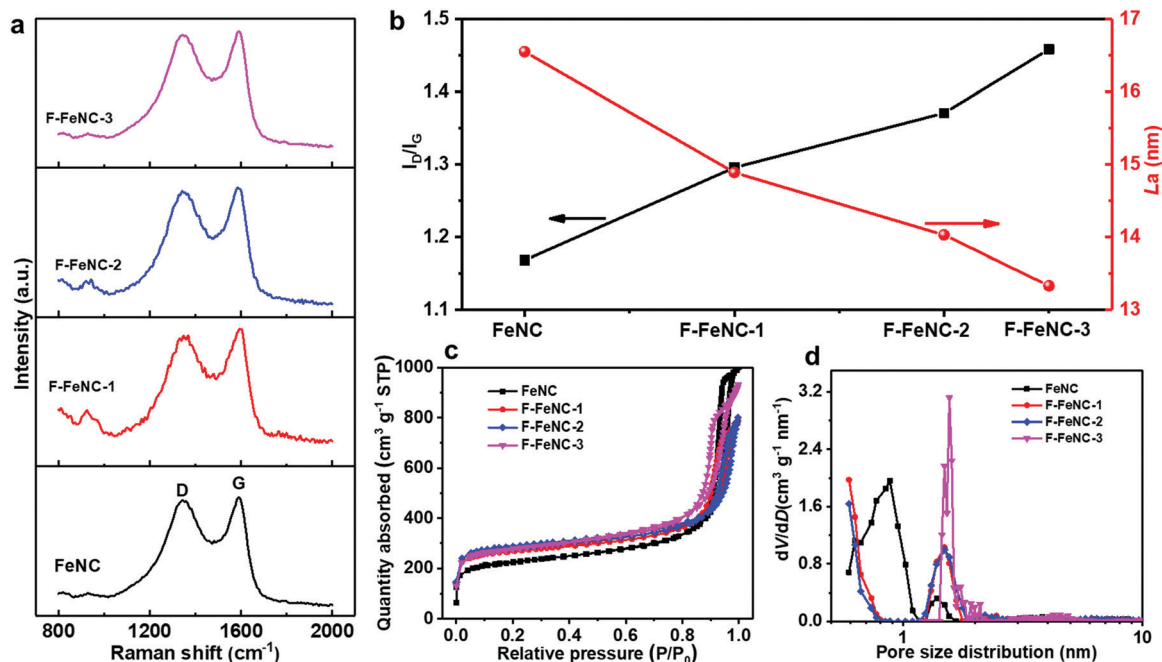 a
F-FeNC-3
F-FeNC-2
F-FeNC-1
D
G
FeNC
Intensity (a.u.)
800 1200 1600 2000
Raman shift (cm-1)
b
1.5
1.4
1.3
1.2
1.1
ID/IG
17
16
15
14
13
La (nm)
FeNC F-FeNC-1 F-FeNC-2 F-FeNC-3
c
FeNC
F-FeNC-1
F-FeNC-2
F-FeNC-3
1000
800
600
400
200
0
Quantity absorbed (cm3 g-1 STP)
0.0 0.2 0.4 0.6 0.8 1.0
Relative pressure (P/P0)
d
FeNC
F-FeNC-1
F-FeNC-2
F-FeNC-3
3.2
2.4
1.6
0.8
0.0
dV/dD(cm3 g-1 nm-1)
1 10
Pore size distribution (nm)